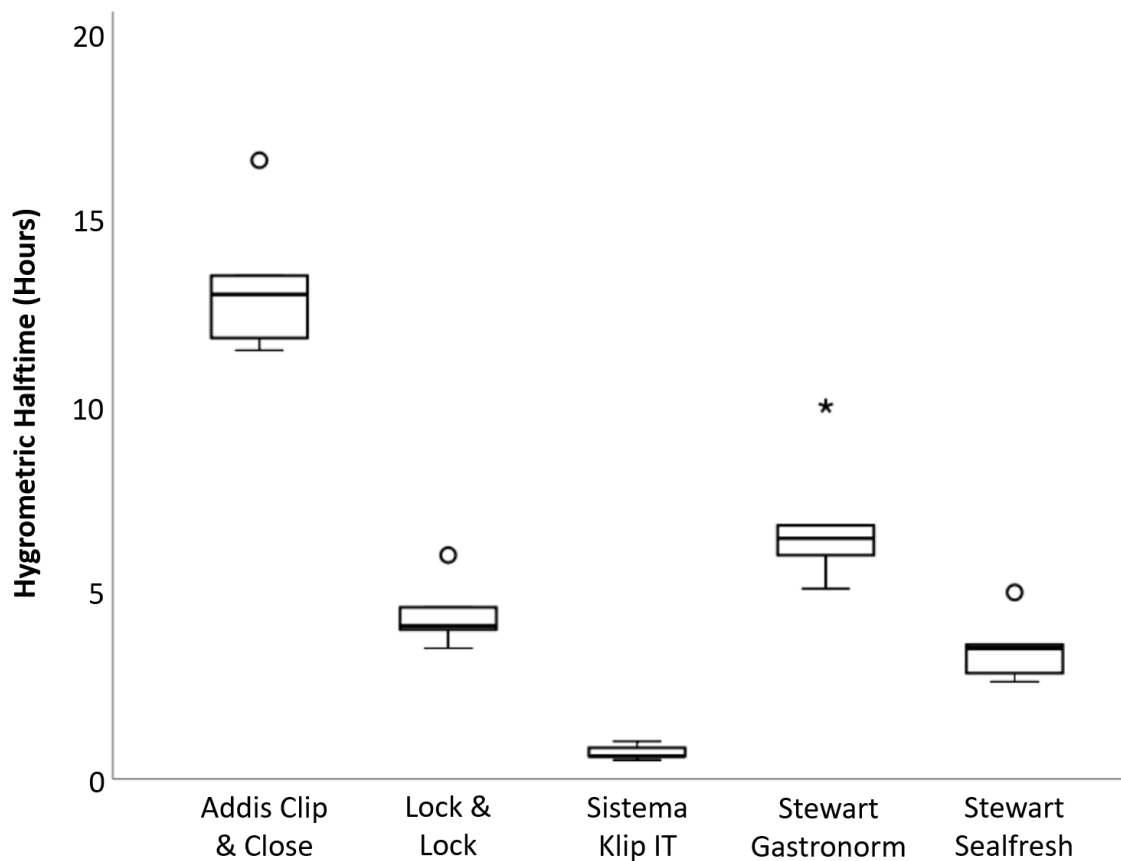 Hygrometric Halftime (Hours)
20
15
10
5
0
Addis Clip
& Close
Lock &
Lock
Sistema
Klip IT
Stewart
Gastronorm
Stewart
Sealfresh